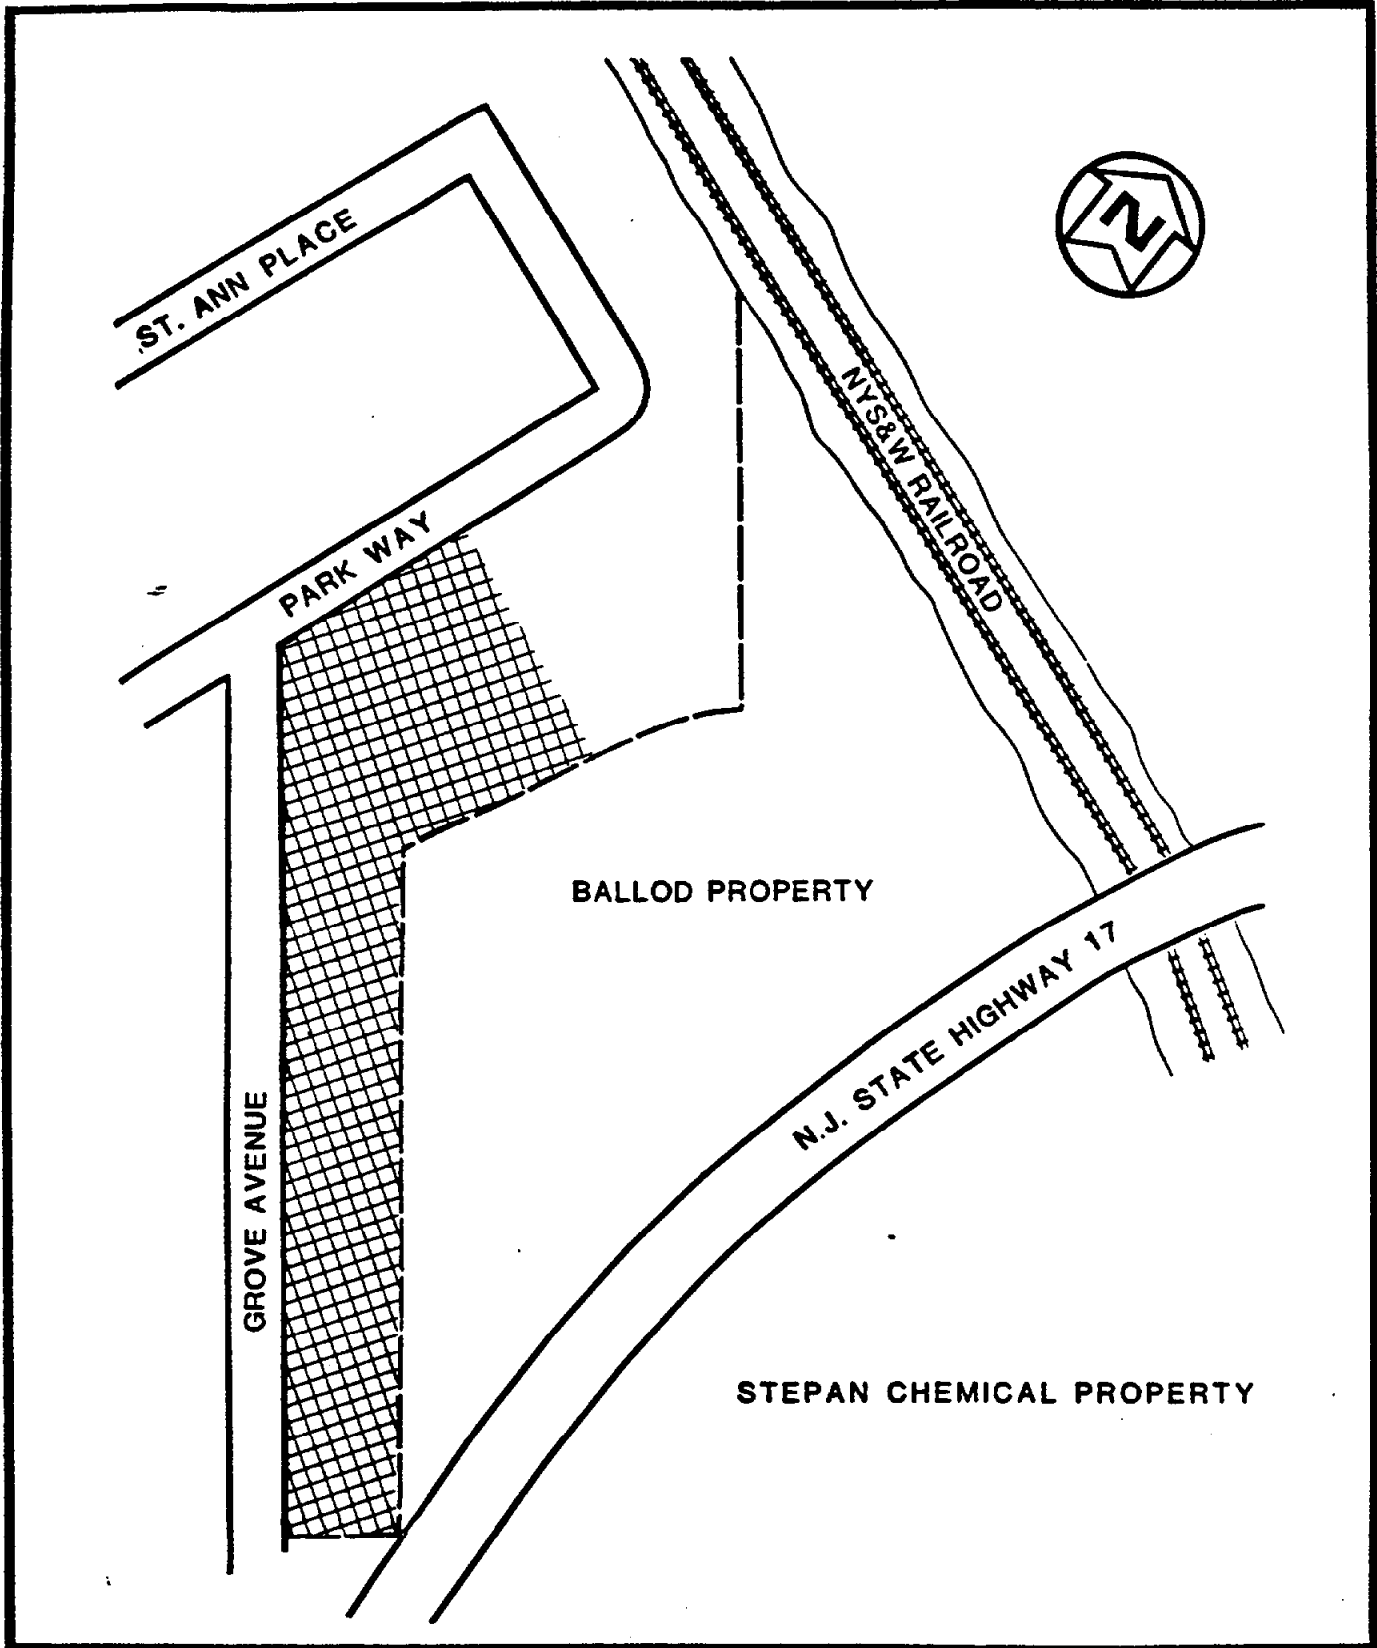 ST. ANN PLACE
N
NYS&W RAILROAD
PARK WAY
BALLOD PROPERTY
N.J. STATE HIGHWAY 17
GROVE AVENUE
STEPAN CHEMICAL PROPERTY